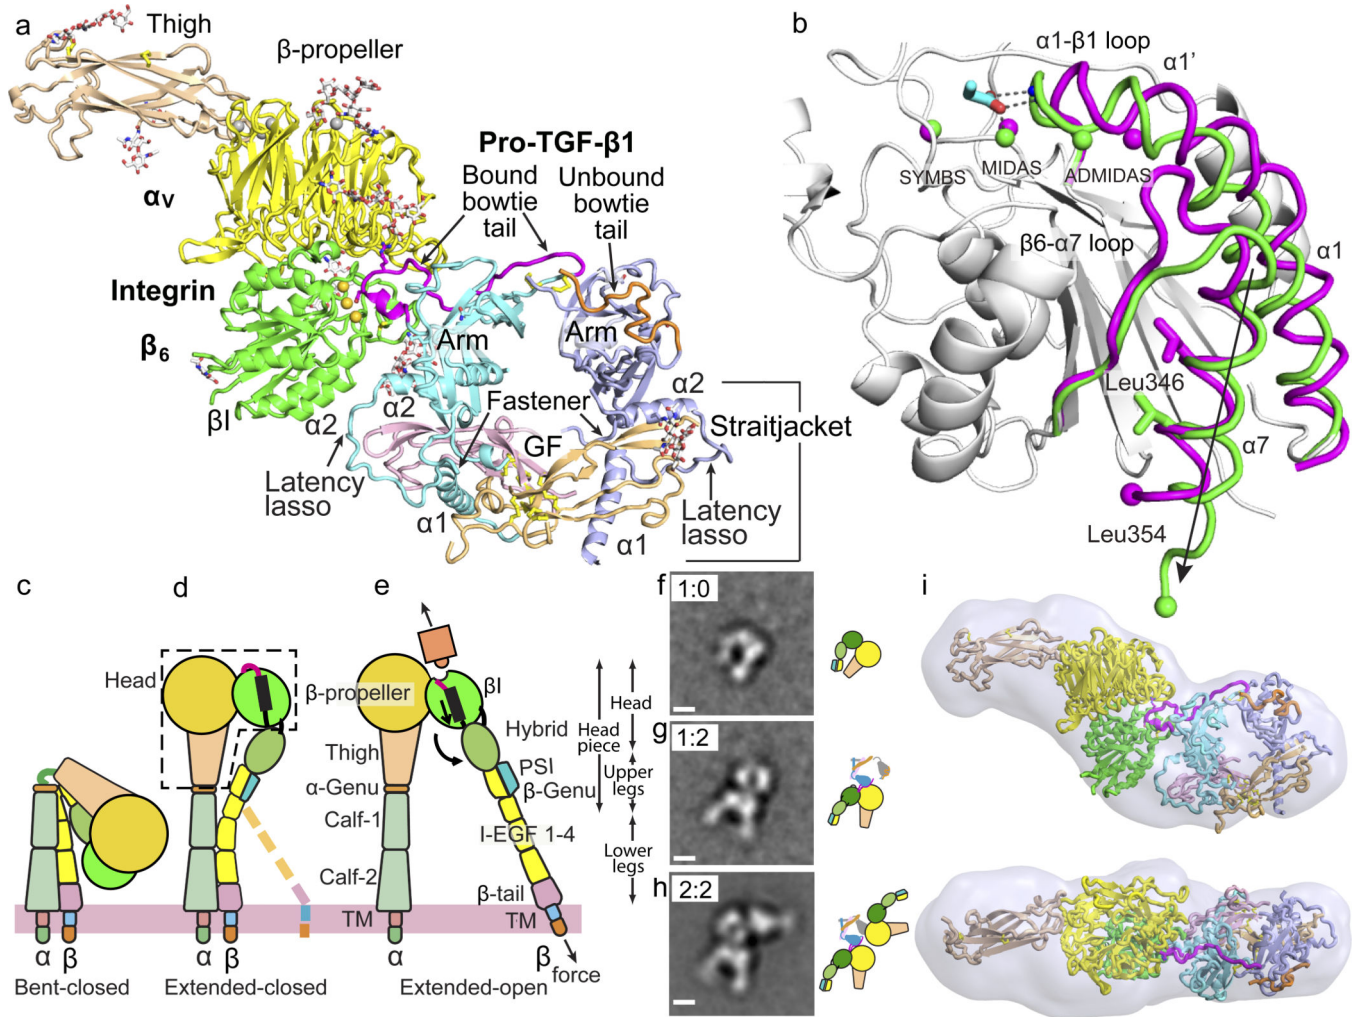 a
Thigh
β-propeller
Pro-TGF-β1
Bound
bowtie
tail
Unbound
bowtie
tail
αV
Integrin
β6
Arm
Arm
βI
α2
α2
α2
Fastener
GF
Straitjacket
Latency
lasso
α1
α1
Latency
lasso
b
α1-β1 loop
α1’
SYMBS
MIDAS
ADMIDAS
β6-α7 loop
α1
Leu346
α7
Leu354
c
d
e
Head
β-propeller
βI
Hybrid
Thigh
PSI
α-Genu
β-Genu
Calf-1
I-EGF 1-4
Calf-2
β-tail
TM
TM
α
β
α
β
α
β
force
Bent-closed
Extended-closed
Extended-open
Head
Head
piece
Upper
legs
Lower
legs
f
1:0
g
1:2
h
2:2
i